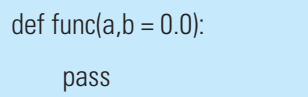 def func(a,b = 0.0):
    pass